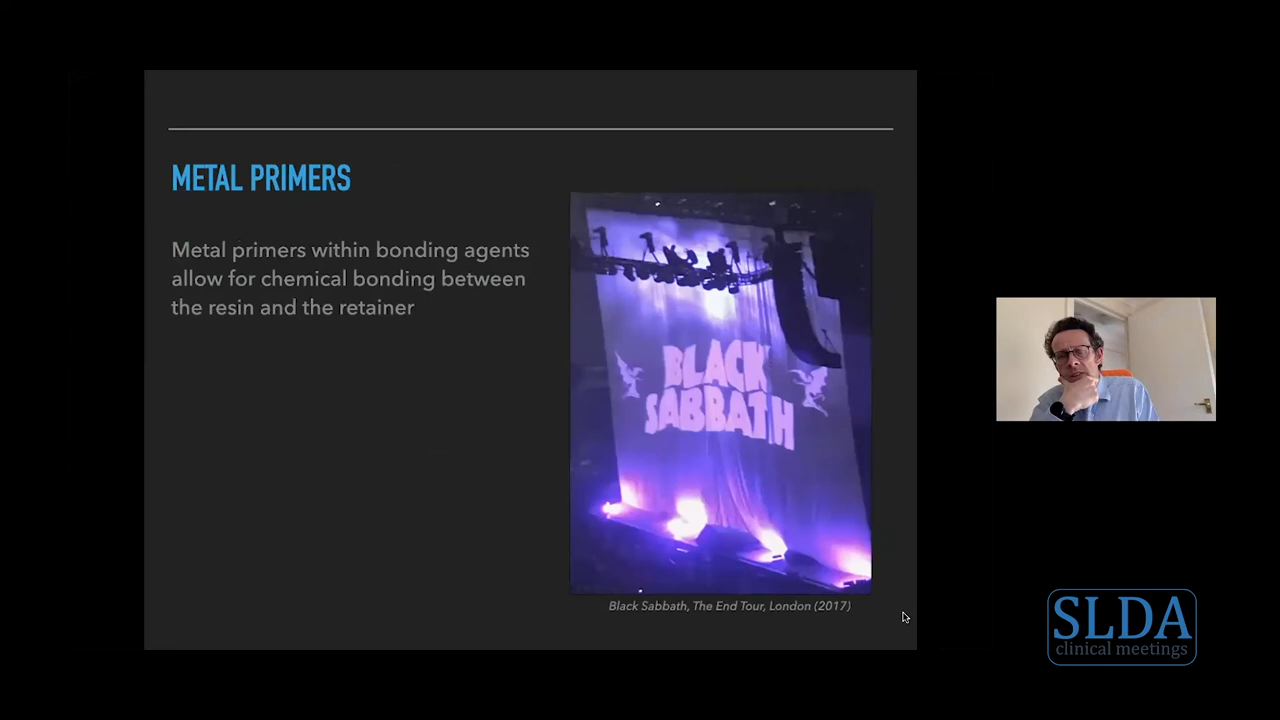 METAL PRIMERS
Metal primers within bonding agents
allow for chemical bonding between
the resin and the retainer
BLACK
SABBATH
Black Sabbath, The End Tour, London (2017)
SLDA
clinical meetings